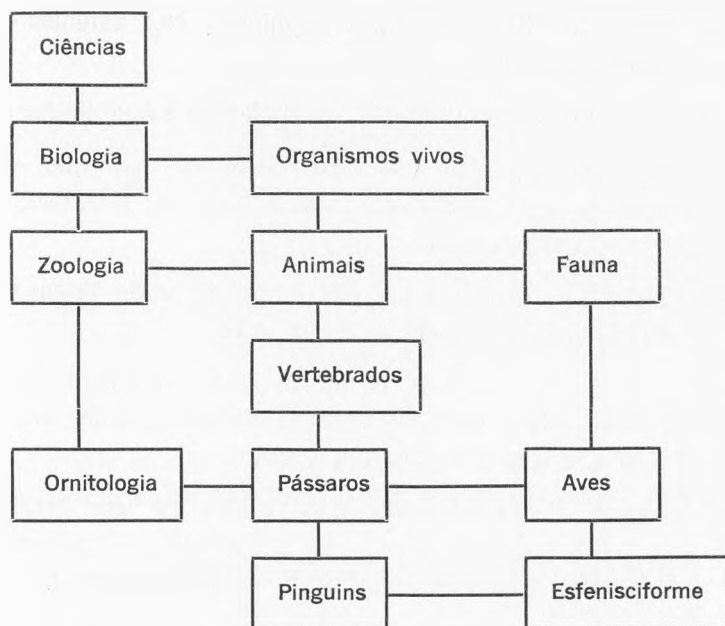 Ciências
Biologia
Organismos vivos
Zoologia
Animais
Fauna
Vertebrados
Ornitologia
Pássaros
Aves
Pinguins
Esfenisciforme